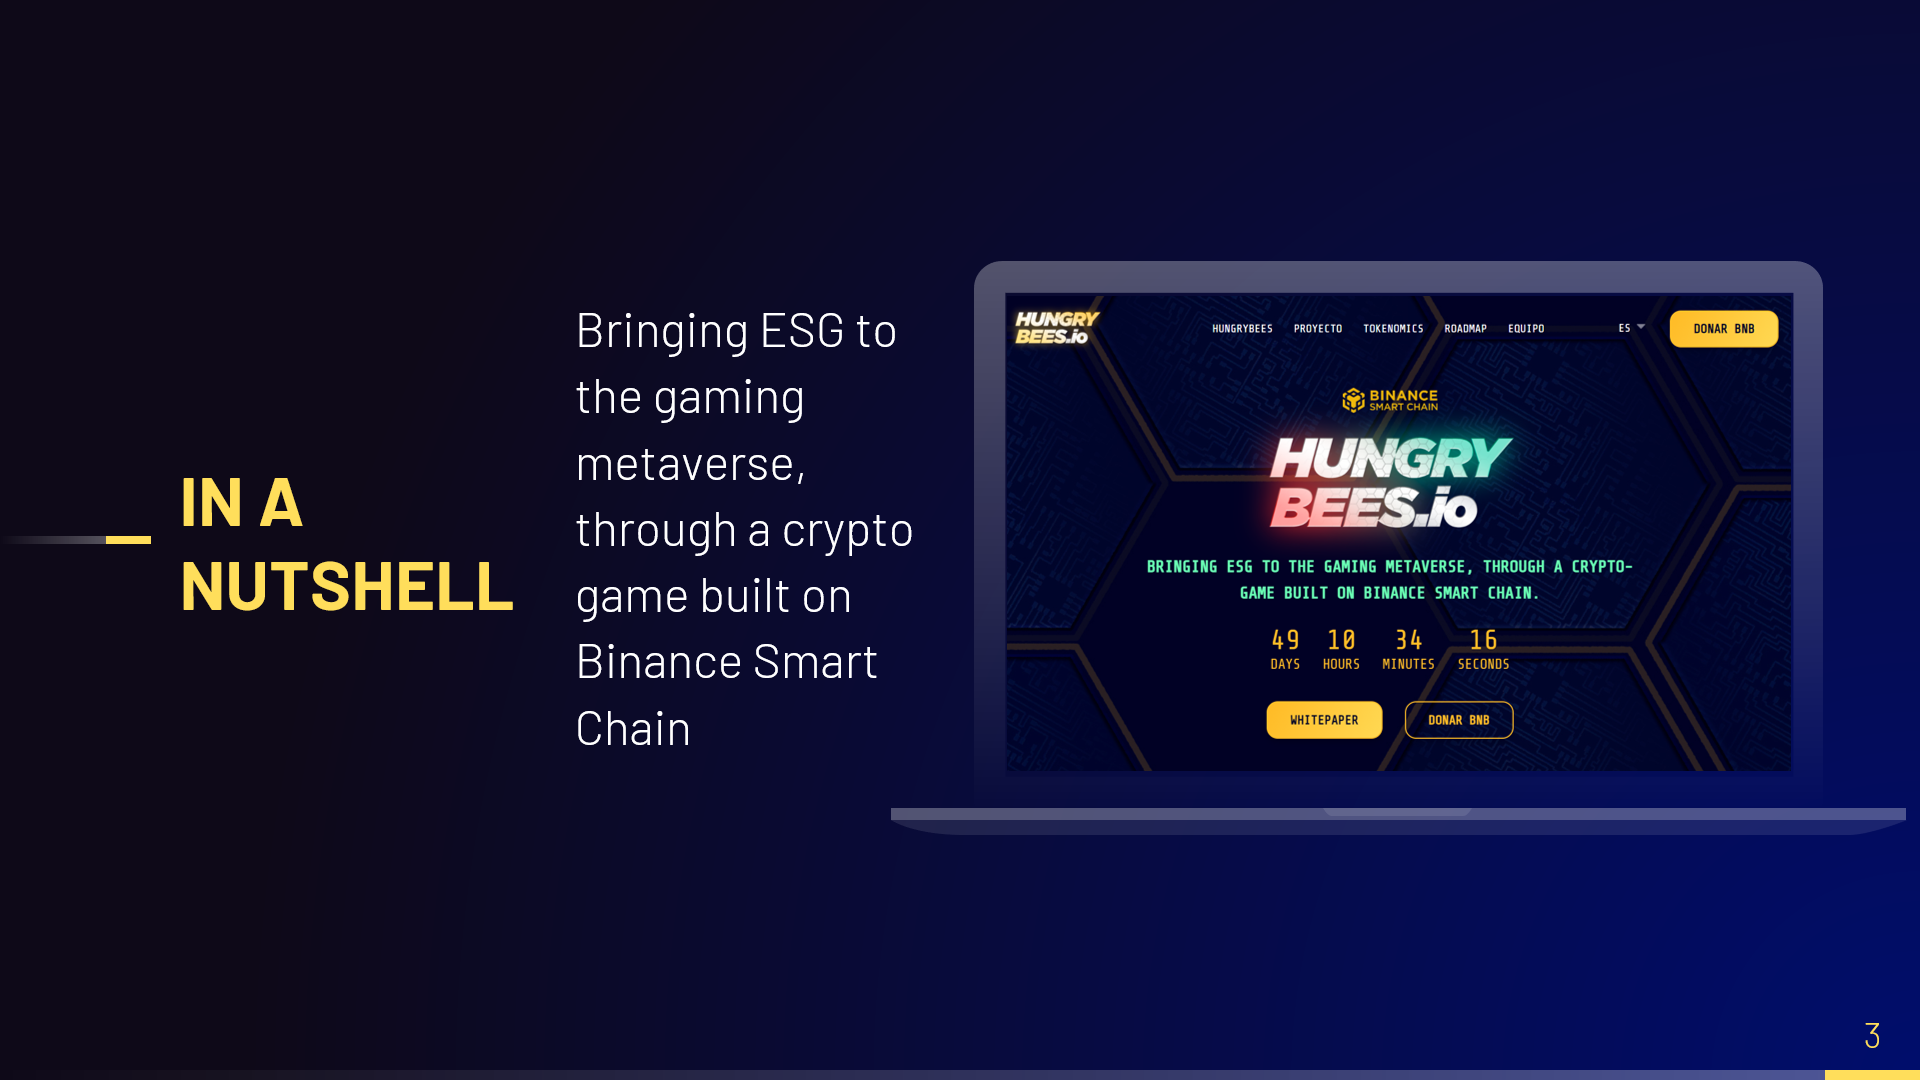 IN A
NUTSHELL
Bringing ESG to
the gaming
metaverse,
through a crypto
game built on
Binance Smart
Chain
HUNGRY
BEES.io
HUNGRYBEES PROYECTO TOKENOMICS ROADMAP EQUIPO ES DONAR BNB
BINANCE
SMART CHAIN
HUNGRY
BEES.io
BRINGING ESG TO THE GAMING METAVERSE, THROUGH A CRYPTO-
GAME BUILT ON BINANCE SMART CHAIN.
49 10 34 16
DAYS HOURS MINUTES SECONDS
WHITEPAPER DONAR BNB
3